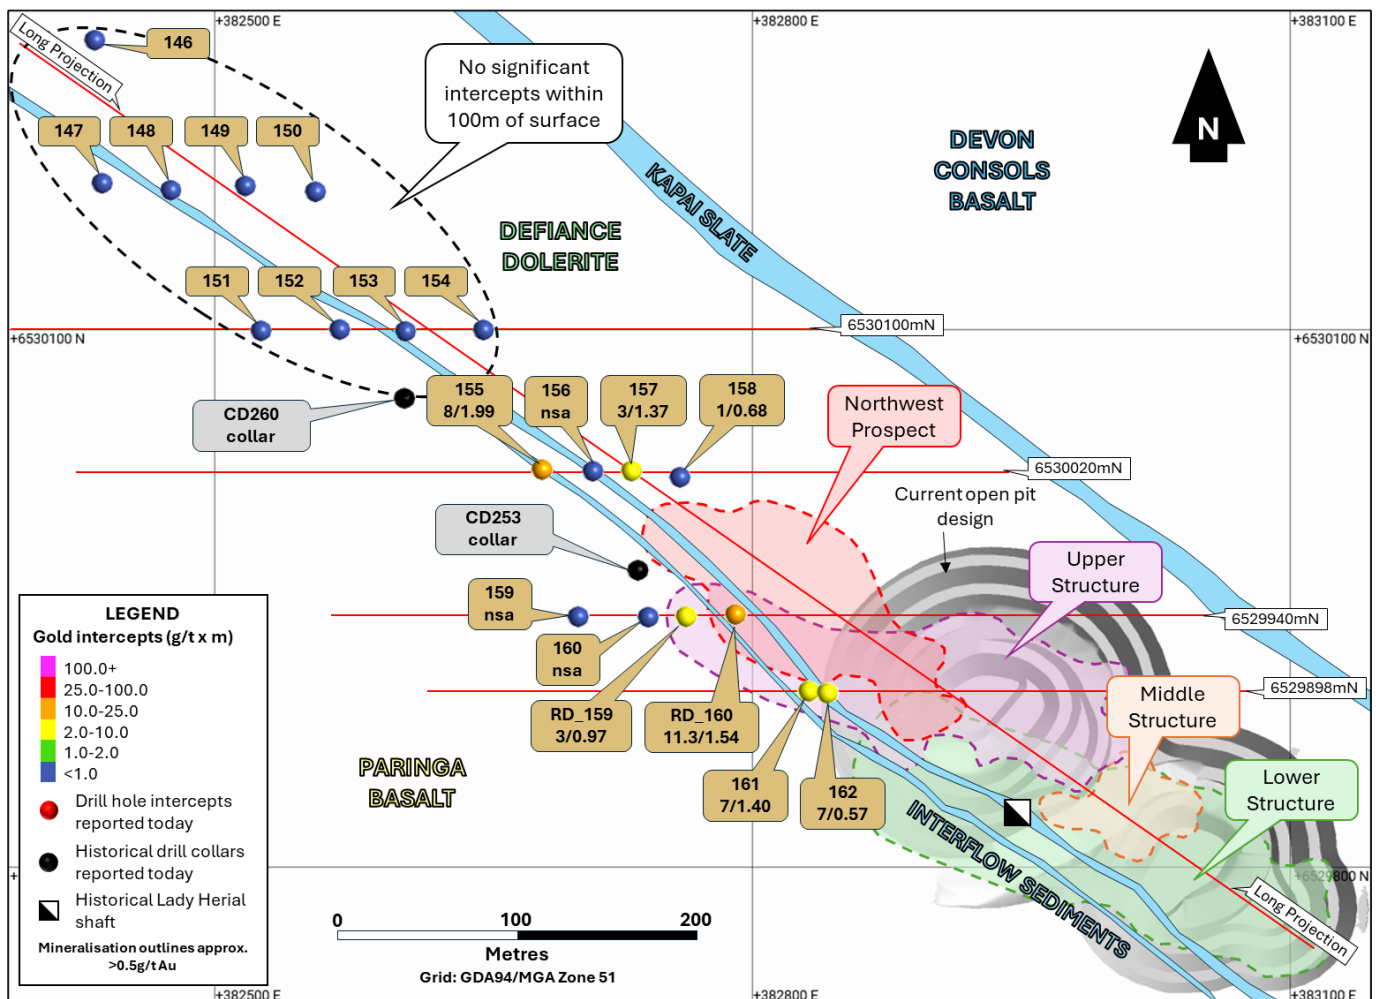 +382500 E
+382800 E
+383100 E
Long Projection
146
No significant
intercepts within
100m of surface
147
148
149
150
N
DEVON
CONSOLS
BASALT
KAPAI SLATE
DEFIANCE
DOLERITE
151
152
153
154
6530100mN
+6530100 N
+6530100 N
CD260
collar
155
8/1.99
156
nsa
157
3/1.37
158
1/0.68
Northwest
Prospect
6530020mN
Current open pit
design
CD253
collar
Upper
Structure
159
nsa
160
nsa
6529940mN
6529898mN
RD_159
3/0.97
RD_160
11.3/1.54
Middle
Structure
PARINGA
BASALT
161
7/1.40
162
7/0.57
Lower
Structure
INTERFLOW SEDIMENTS
+6529800 N
Long Projection
LEGEND
Gold intercepts (g/t x m)
100.0+
25.0-100.0
10.0-25.0
2.0-10.0
1.0-2.0
<1.0
Drill hole intercepts
reported today
Historical drill collars
reported today
Historical Lady Herial
shaft
Mineralisation outlines approx.
>0.5g/t Au
+
0
100
200
Metres
Grid: GDA94/MGA Zone 51
+382500 E
+382800 E
+383100 E